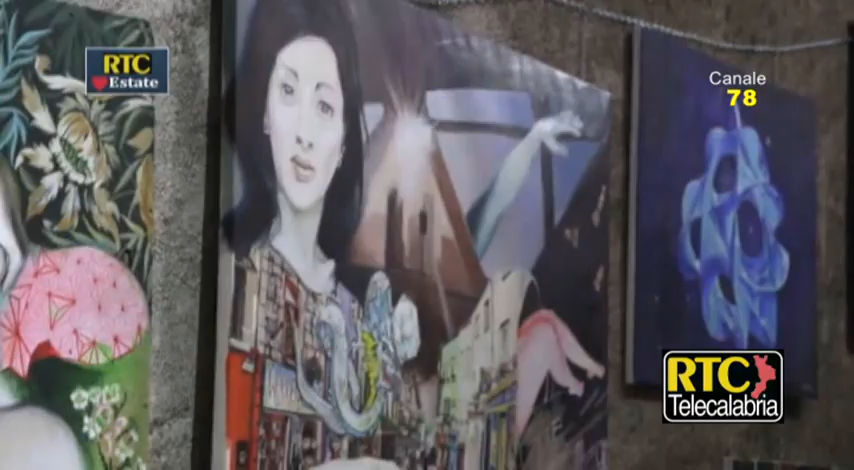 RTC
Estate
Canale
78
RTC
Telecalabria